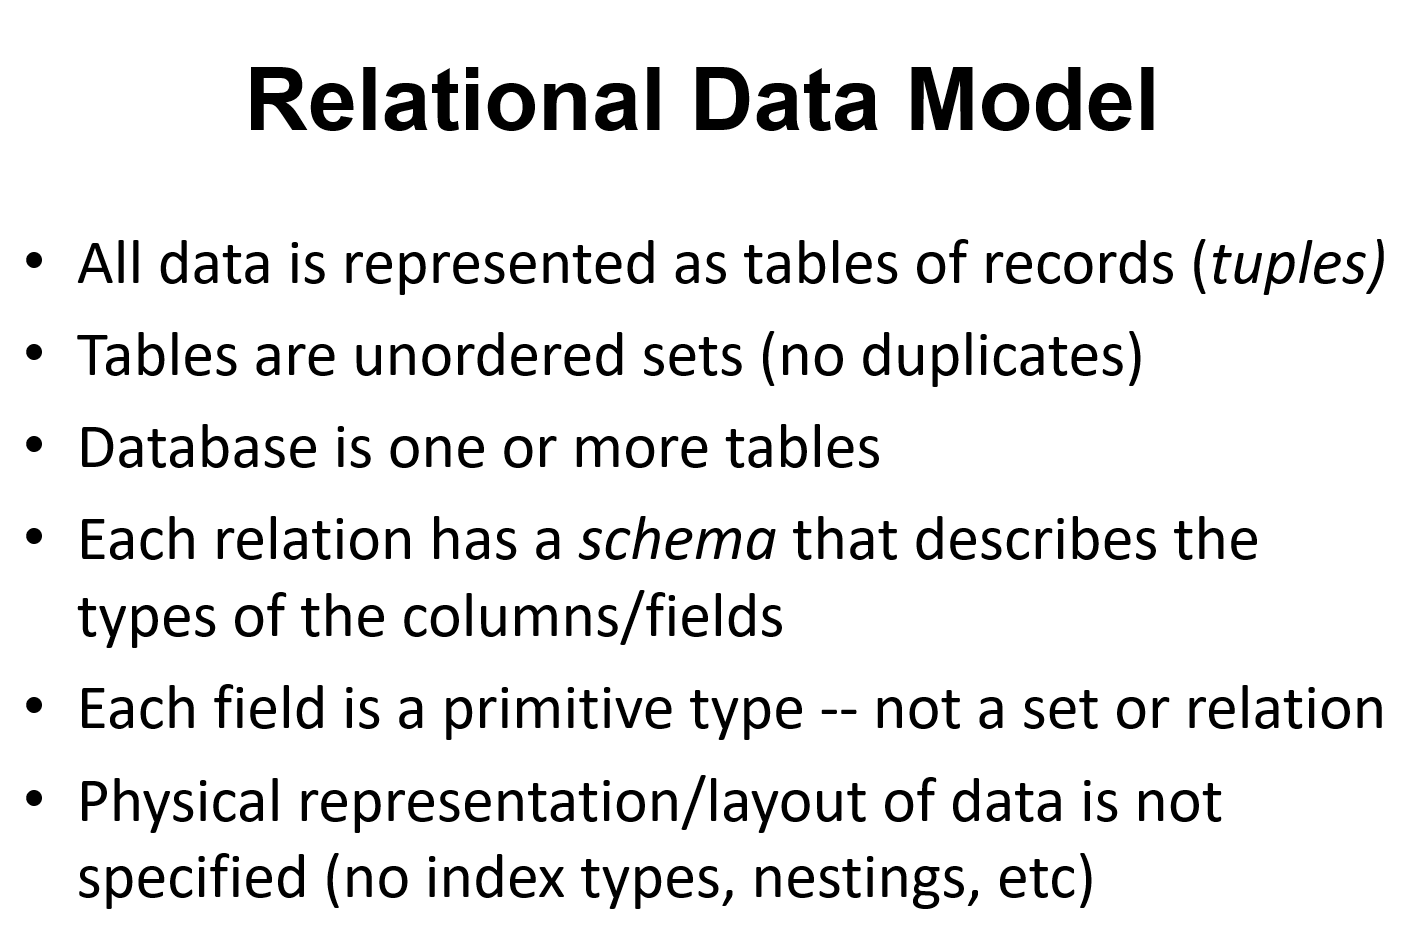 Relational Data Model
• All data is represented as tables of records (tuples)
• Tables are unordered sets (no duplicates)
• Database is one or more tables
• Each relation has a schema that describes the
types of the columns/fields
• Each field is a primitive type -- not a set or relation
• Physical representation/layout of data is not
specified (no index types, nestings, etc)